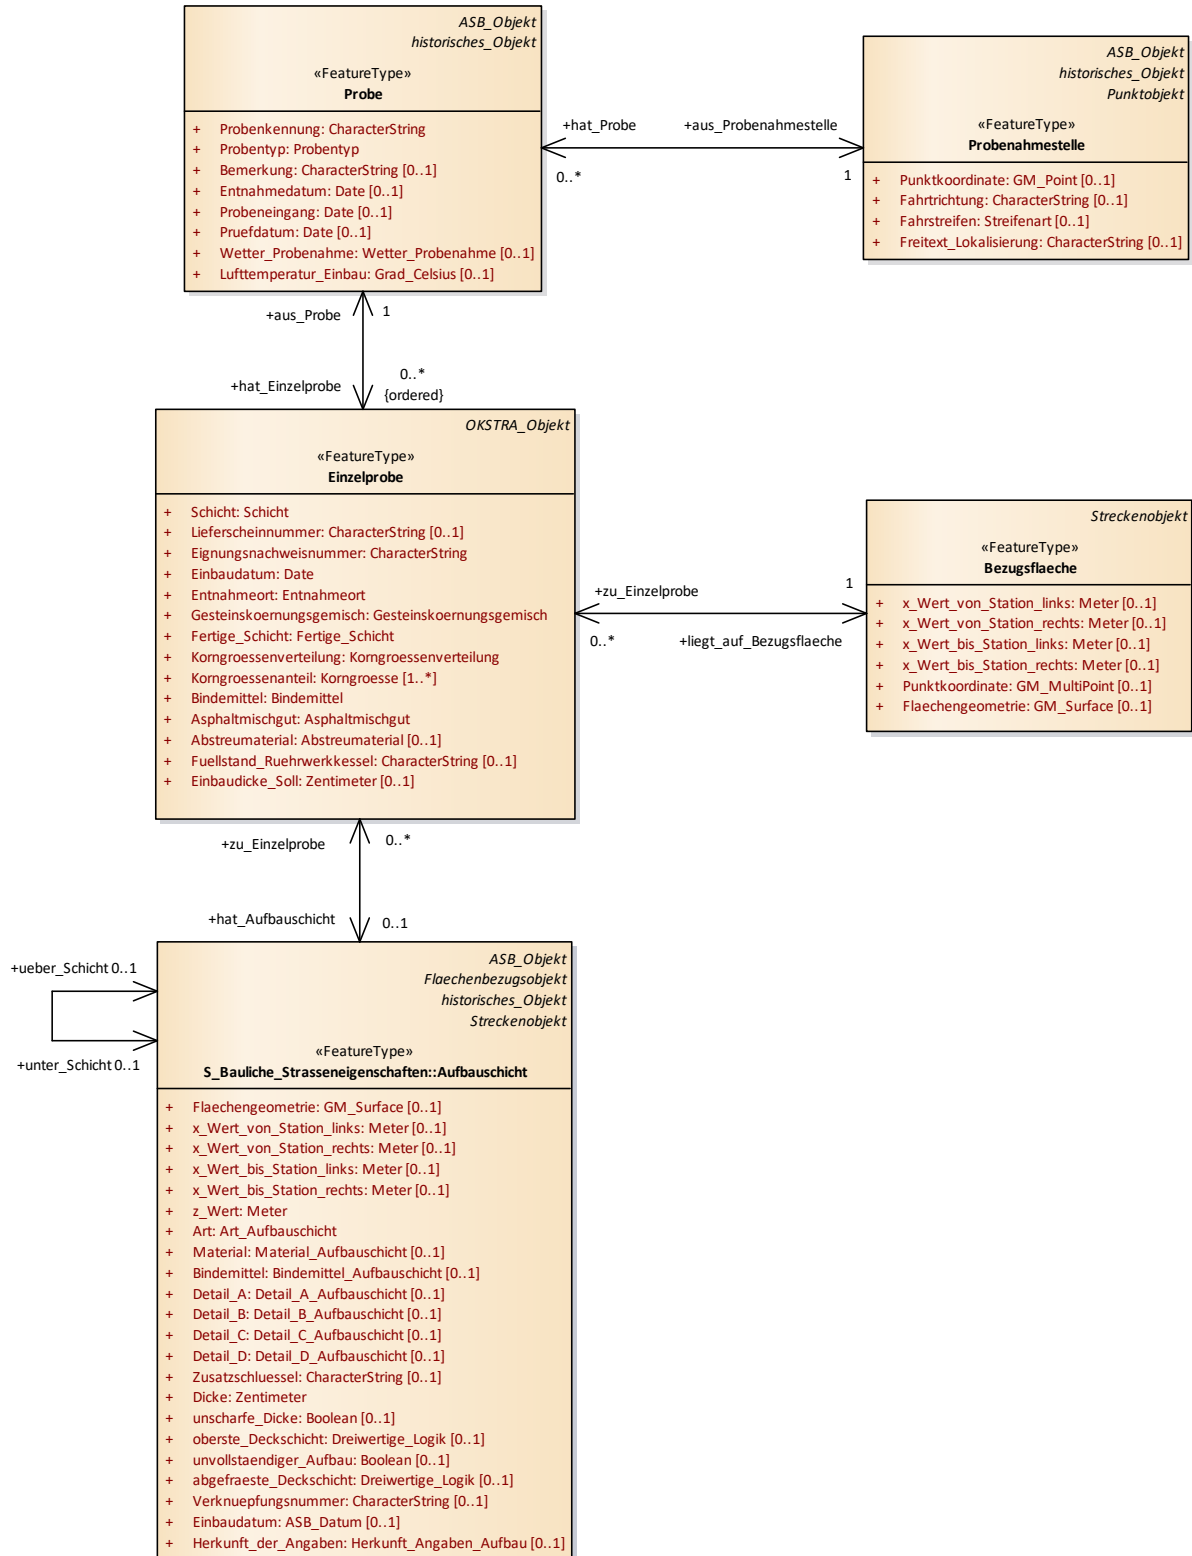 ASB_Objekt
historisches_Objekt
«FeatureType»
Probe
+ Probenkennung: CharacterString
+ Probentyp: Probentyp
+ Bemerkung: CharacterString [0..1]
+ Entnahmedatum: Date [0..1]
+ Probeneingang: Date [0..1]
+ Pruefdatum: Date [0..1]
+ Wetter_Probenahme: Wetter_Probenahme [0..1]
+ Lufttemperatur_Einbau: Grad_Celsius [0..1]
+hat_Probe +aus_Probenahmestelle
0..* 1
ASB_Objekt
historisches_Objekt
Punktobjekt
«FeatureType»
Probenahmestelle
+ Punktkoordinate: GM_Point [0..1]
+ Fahrtrichtung: CharacterString [0..1]
+ Fahrstreifen: Streifenart [0..1]
+ Freitext_Lokalisierung: CharacterString [0..1]
+aus_Probe 1
0..*
+hat_Einzelprobe
{ordered}
OKSTRA_Objekt
«FeatureType»
Einzelprobe
+ Schicht: Schicht
+ Lieferscheinnummer: CharacterString [0..1]
+ Eignungsnachweisnummer: CharacterString
+ Einbaudatum: Date
+ Entnahmeort: Entnahmeort
+ Gesteinskoernungsgemisch: Gesteinskoernungsgemisch
+ Fertige_Schicht: Fertige_Schicht
+ Korngroessenverteilung: Korngroessenverteilung
+ Korngroessenanteil: Korngroesse [1..*]
+ Bindemittel: Bindemittel
+ Asphaltmischgut: Asphaltmischgut
+ Abstreumaterial: Abstreumaterial [0..1]
+ Fuellstand_Ruehrwerkkessel: CharacterString [0..1]
+ Einbaudicke_Soll: Zentimeter [0..1]
+zu_Einzelprobe 1
0..* +liegt_auf_Bezugsflaeche
Streckenobjekt
«FeatureType»
Bezugsflaeche
+ x_Wert_von_Station_links: Meter [0..1]
+ x_Wert_von_Station_rechts: Meter [0..1]
+ x_Wert_bis_Station_links: Meter [0..1]
+ x_Wert_bis_Station_rechts: Meter [0..1]
+ Punktkoordinate: GM_MultiPoint [0..1]
+ Flaechengeometrie: GM_Surface [0..1]
+zu_Einzelprobe 0..*
+hat_Aufbauschicht 0..1
+ueber_Schicht 0..1
+unter_Schicht 0..1
ASB_Objekt
Flaechenbezugsobjekt
historisches_Objekt
Streckenobjekt
«FeatureType»
S_Bauliche_Strasseneigenschaften::Aufbauschicht
+ Flaechengeometrie: GM_Surface [0..1]
+ x_Wert_von_Station_links: Meter [0..1]
+ x_Wert_von_Station_rechts: Meter [0..1]
+ x_Wert_bis_Station_links: Meter [0..1]
+ x_Wert_bis_Station_rechts: Meter [0..1]
+ z_Wert: Meter
+ Art: Art_Aufbauschicht
+ Material: Material_Aufbauschicht [0..1]
+ Bindemittel: Bindemittel_Aufbauschicht [0..1]
+ Detail_A: Detail_A_Aufbauschicht [0..1]
+ Detail_B: Detail_B_Aufbauschicht [0..1]
+ Detail_C: Detail_C_Aufbauschicht [0..1]
+ Detail_D: Detail_D_Aufbauschicht [0..1]
+ Zusatzschluessel: CharacterString [0..1]
+ Dicke: Zentimeter
+ unscharfe_Dicke: Boolean [0..1]
+ oberste_Deckschicht: Dreiwertige_Logik [0..1]
+ unvollstaendiger_Aufbau: Boolean [0..1]
+ abgefraeste_Deckschicht: Dreiwertige_Logik [0..1]
+ Verknuepfungsnummer: CharacterString [0..1]
+ Einbaudatum: ASB_Datum [0..1]
+ Herkunft_der_Angaben: Herkunft_Angaben_Aufbau [0..1]